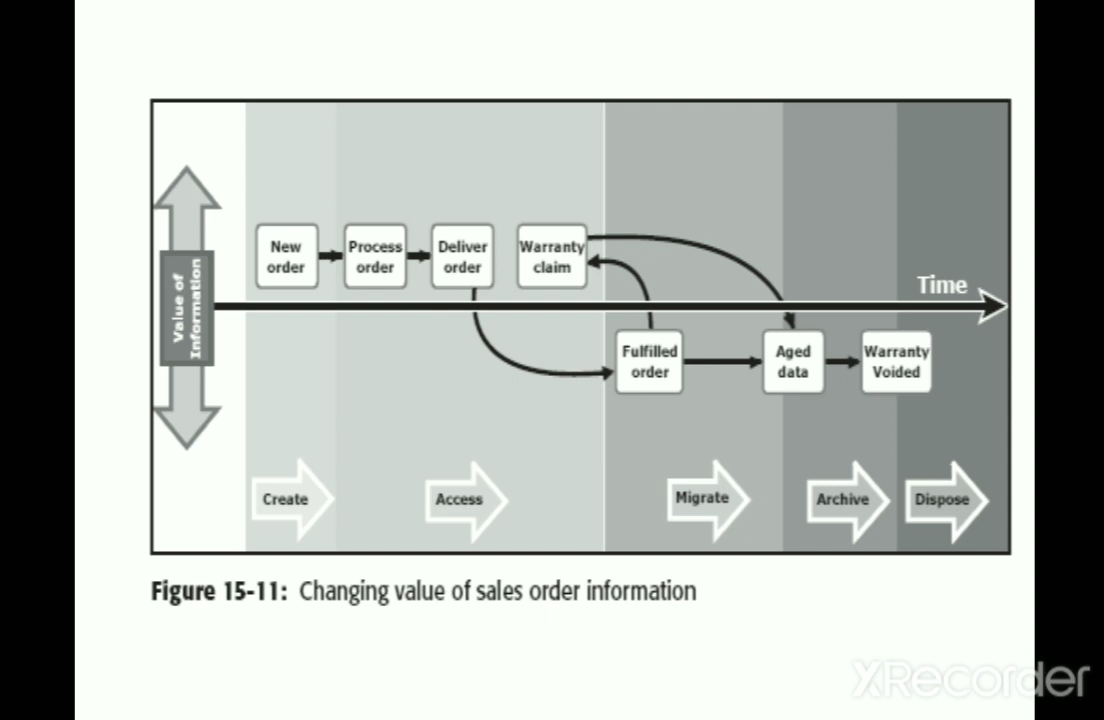 New
order
Process
order
Deliver
order
Warranty
claim
Time
Value of
Information
Fulfilled
order
Aged
data
Warranty
Voided
Create
Access
Migrate
Archive
Dispose
Figure 15-11: Changing value of sales order information
XRecorder